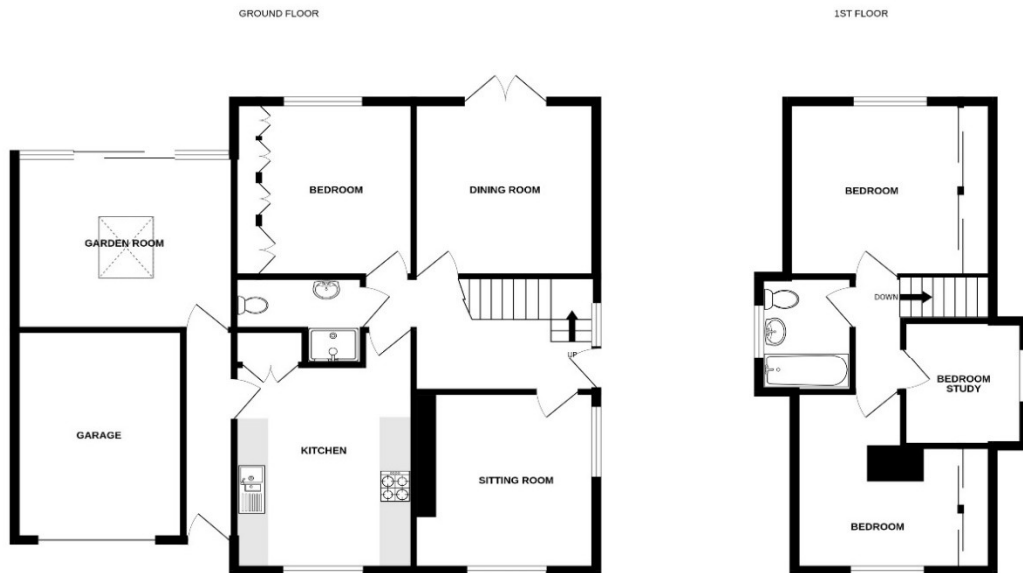 GROUND FLOOR
1ST FLOOR
BEDROOM
DINING ROOM
GARDEN ROOM
UP
GARAGE
KITCHEN
SITTING ROOM
BEDROOM
DOWN
BEDROOM
STUDY
BEDROOM